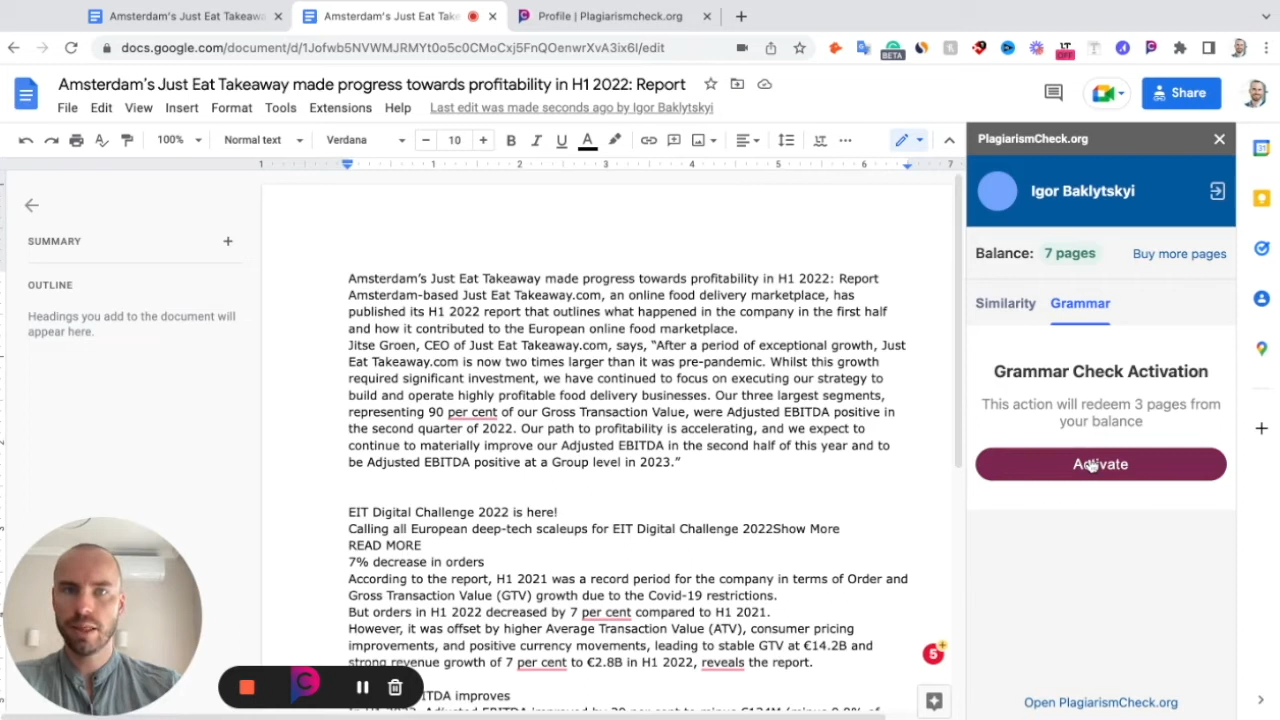 Amsterdam's Just Eat Takeawa
Amsterdam's Just Eat Take
Profile | Plagiarismcheck.org
docs.google.com/document/d/1Jofwb5NVWMJRMYt0o5c0CMoCxj5FnQOenwrXvA3ix6I/edit
BETA
LT
OFF
Amsterdam's Just Eat Takeaway made progress towards profitability in H1 2022: Report
File Edit View Insert Format Tools Extensions Help Last edit was made seconds ago by Igor Baklytskyi
Share
100% Normal text Verdana 10
1 1 2 3 4 5 6 7
PlagiarismCheck.org
Igor Baklytskyi
Balance: 7 pages Buy more pages
Similarity Grammar
Grammar Check Activation
This action will redeem 3 pages from
your balance
Activate
Open PlagiarismCheck.org
SUMMARY
OUTLINE
Headings you add to the document will
appear here.
Amsterdam's Just Eat Takeaway made progress towards profitability in H1 2022: Report
Amsterdam-based Just Eat Takeaway.com, an online food delivery marketplace, has
published its H1 2022 report that outlines what happened in the company in the first half
and how it contributed to the European online food marketplace.
Jitse Groen, CEO of Just Eat Takeaway.com, says, "After a period of exceptional growth, Just
Eat Takeaway.com is now two times larger than it was pre-pandemic. Whilst this growth
required significant investment, we have continued to focus on executing our strategy to
build and operate highly profitable food delivery businesses. Our three largest segments,
representing 90 per cent of our Gross Transaction Value, were Adjusted EBITDA positive in
the second quarter of 2022. Our path to profitability is accelerating, and we expect to
continue to materially improve our Adjusted EBITDA in the second half of this year and to
be Adjusted EBITDA positive at a Group level in 2023."
EIT Digital Challenge 2022 is here!
Calling all European deep-tech scaleups for EIT Digital Challenge 2022Show More
READ MORE
7% decrease in orders
According to the report, H1 2021 was a record period for the company in terms of Order and
Gross Transaction Value (GTV) growth due to the Covid-19 restrictions.
But orders in H1 2022 decreased by 7 per cent compared to H1 2021.
However, it was offset by higher Average Transaction Value (ATV), consumer pricing
improvements, and positive currency movements, leading to stable GTV at €14.2B and
strong revenue growth of 7 per cent to €2.8B in H1 2022, reveals the report.
EBITDA improves
5